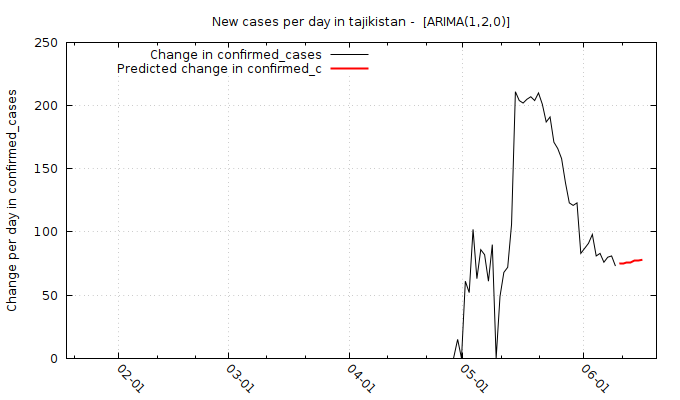 New cases per day in tajikistan -  [ARIMA(1,2,0)]
Change in confirmed_cases
Predicted change in confirmed_c
Change per day in confirmed_cases
250
200
150
100
50
0
02-01
03-01
04-01
05-01
06-01